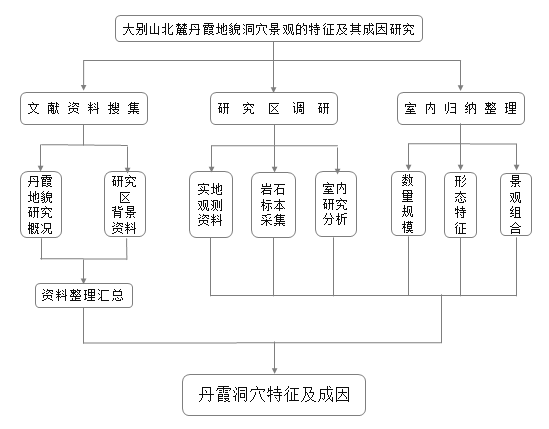 大别山北麓丹霞地貌洞穴景观的特征及其成因研究
文献资料搜集
研究区调研
室内归纳整理
丹霞
地貌
研究
概况
研究
区
背景
资料
实地
观测
资料
岩石
标本
采集
室内
研究
分析
数
量
规
模
形
态
特
征
景
观
组
合
资料整理汇总
丹霞洞穴特征及成因